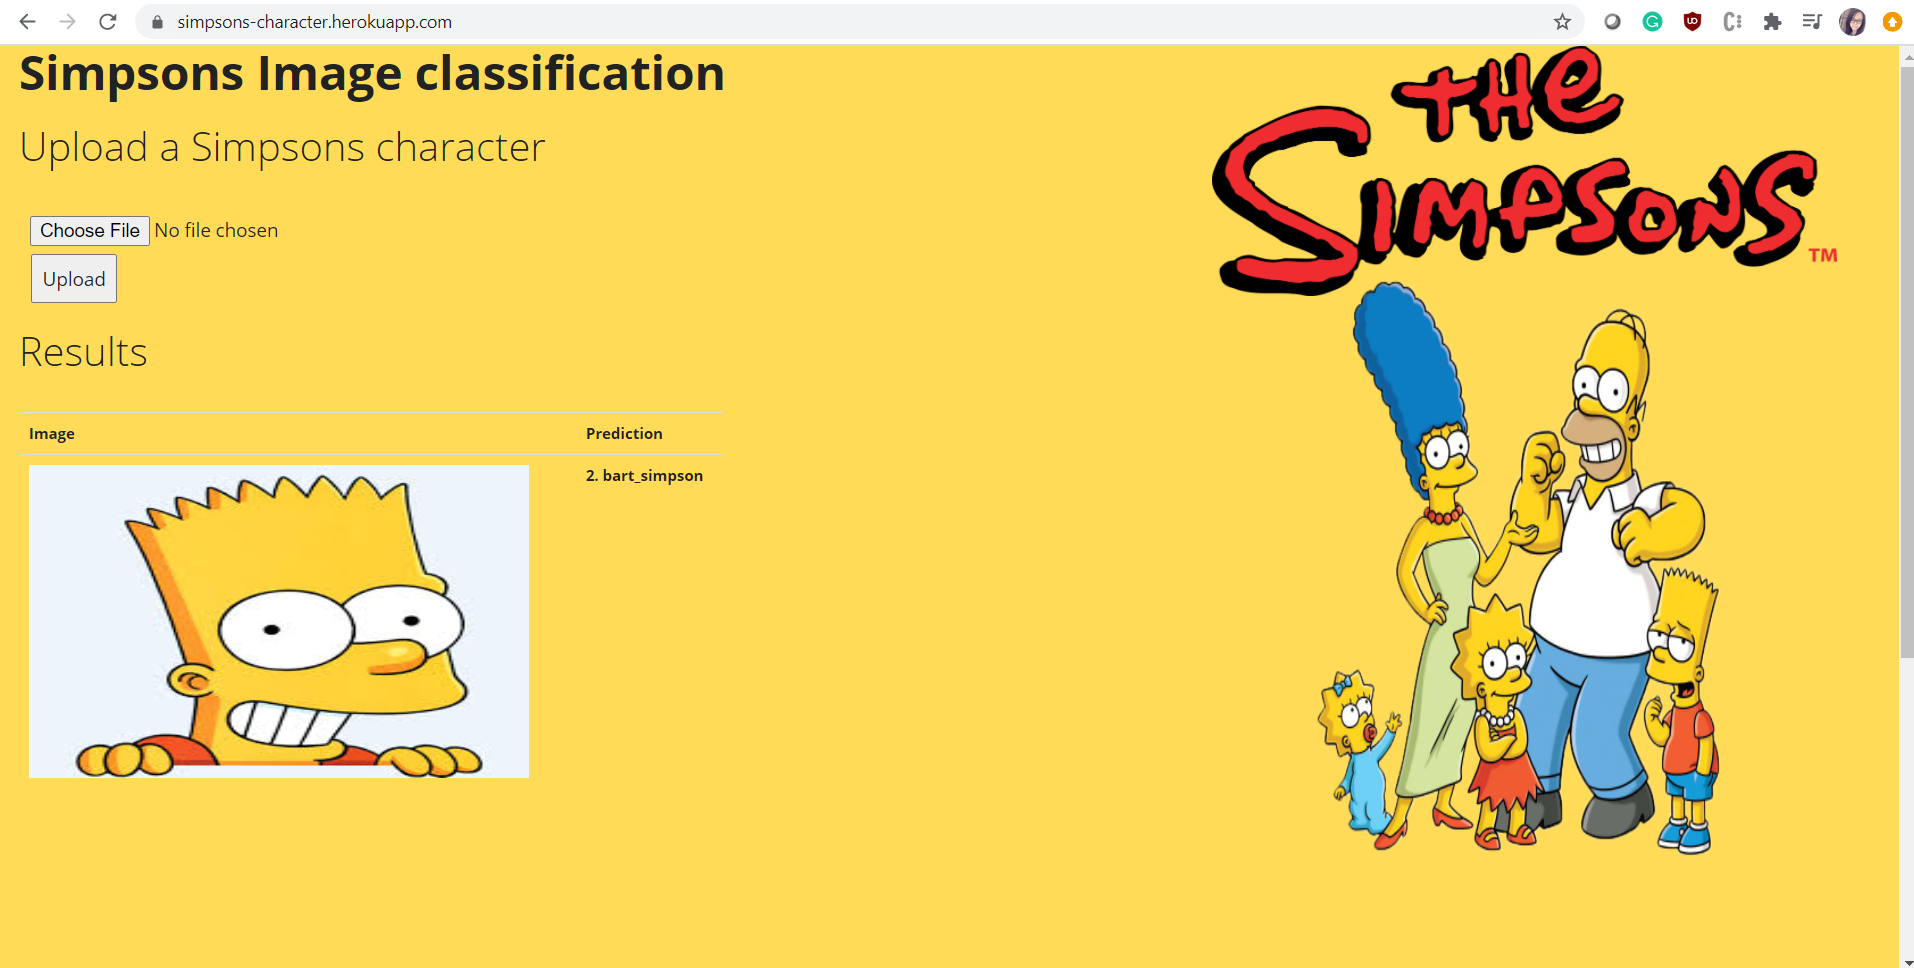 simpsons-character.herokuapp.com
Simpsons Image classification
Upload a Simpsons character
Choose File No file chosen
Upload
Results
Image Prediction
2. bart_simpson
THE
SIMPSONS TM